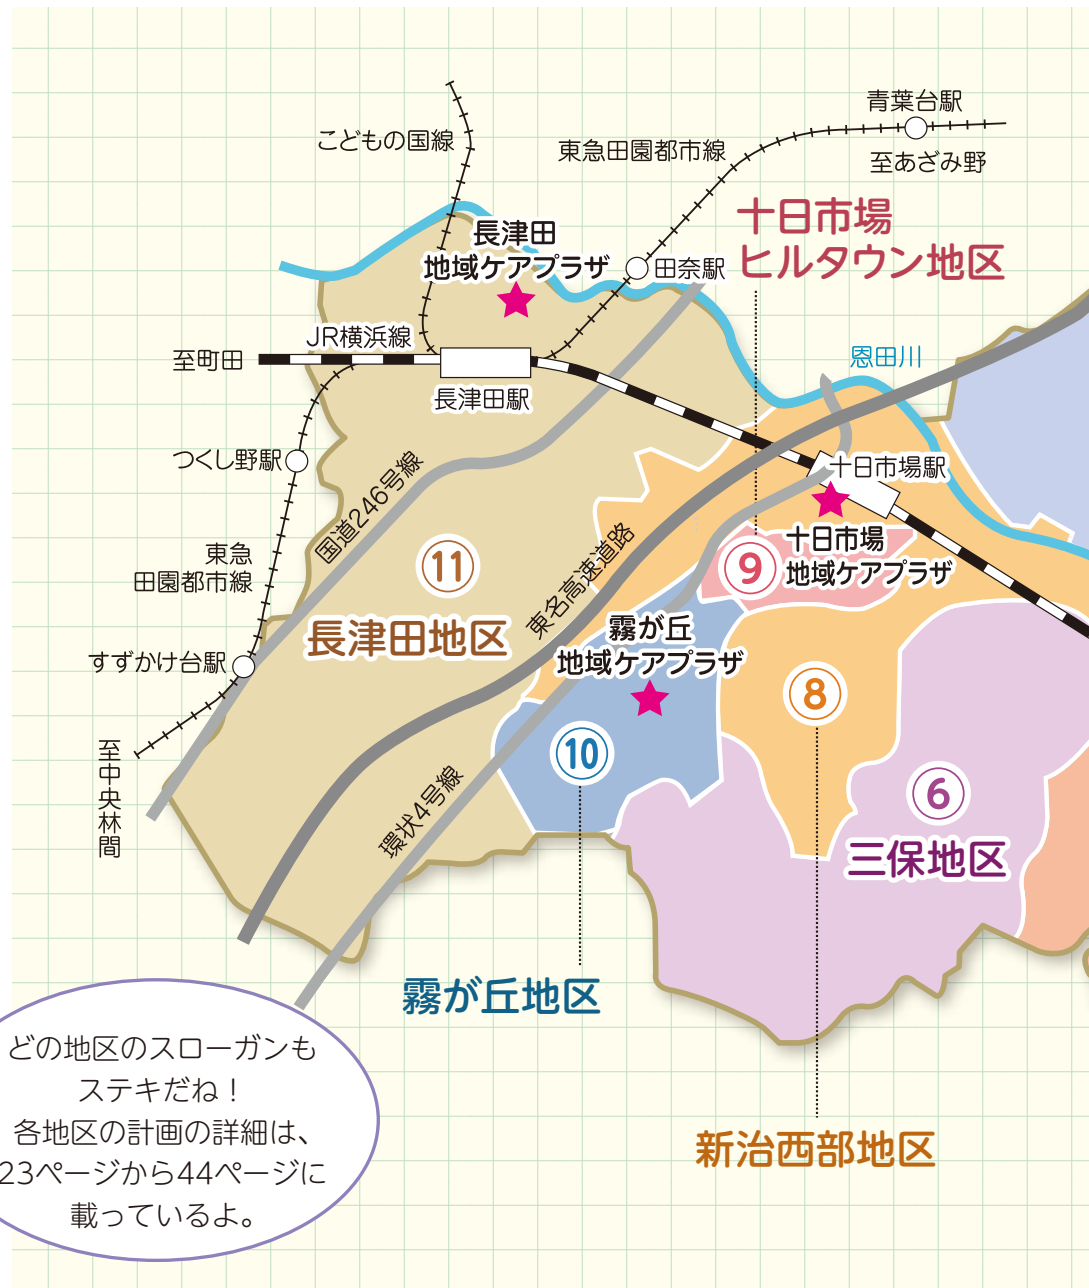 青葉台駅
こどもの国線
東急田園都市線
至あざみ野
十日市場
ヒルタウン地区
長津田
地域ケアプラザ
田奈駅
JR横浜線
至町田
恩田川
長津田駅
つくし野駅
十日市場駅
国道246号線
東急
田園都市線
東名高速道路
十日市場
地域ケアプラザ
⑨
⑪
長津田地区
霧が丘
地域ケアプラザ
すずかけ台駅
⑧
⑩
至中央林間
環状4号線
⑥
三保地区
霧が丘地区
どの地区のスローガンも
ステキだね！
各地区の計画の詳細は、
23ページから44ページに
載っているよ。
新治西部地区